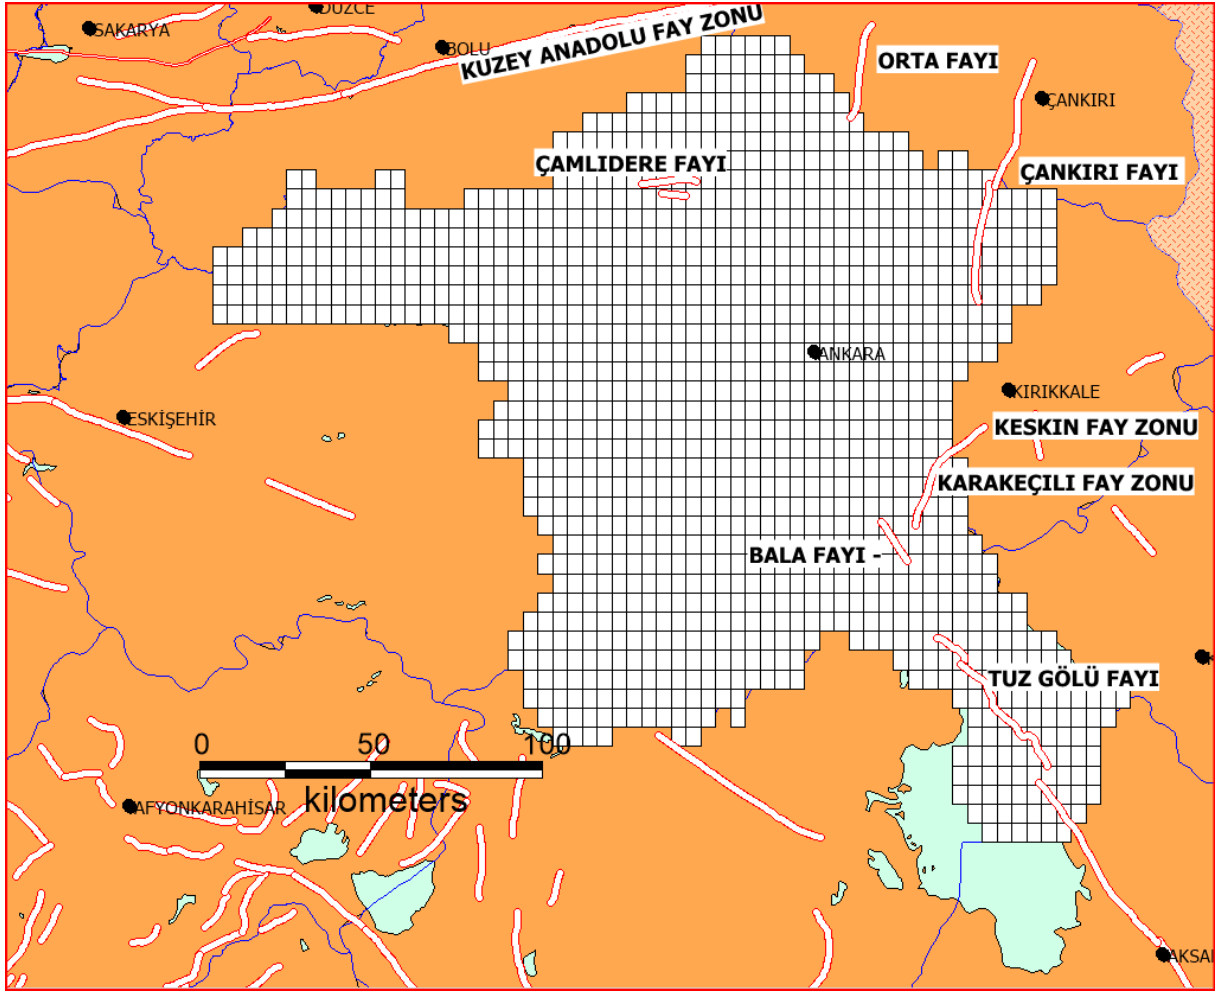 DÜZCE
SAKARYA
BOLU
KUZEY ANADOLU FAY ZONU
ORTA FAYI
ÇANKIRI
ÇAMLIDERE FAYI
ÇANKIRI FAYI
ANKARA
KIRIKKALE
ESKİŞEHİR
KESKIN FAY ZONU
KARAKEÇILI FAY ZONU
BALA FAYI -
TUZ GÖLÜ FAYI
0 50 100
kilometers
AFYONKARAHİSAR
AKSAI